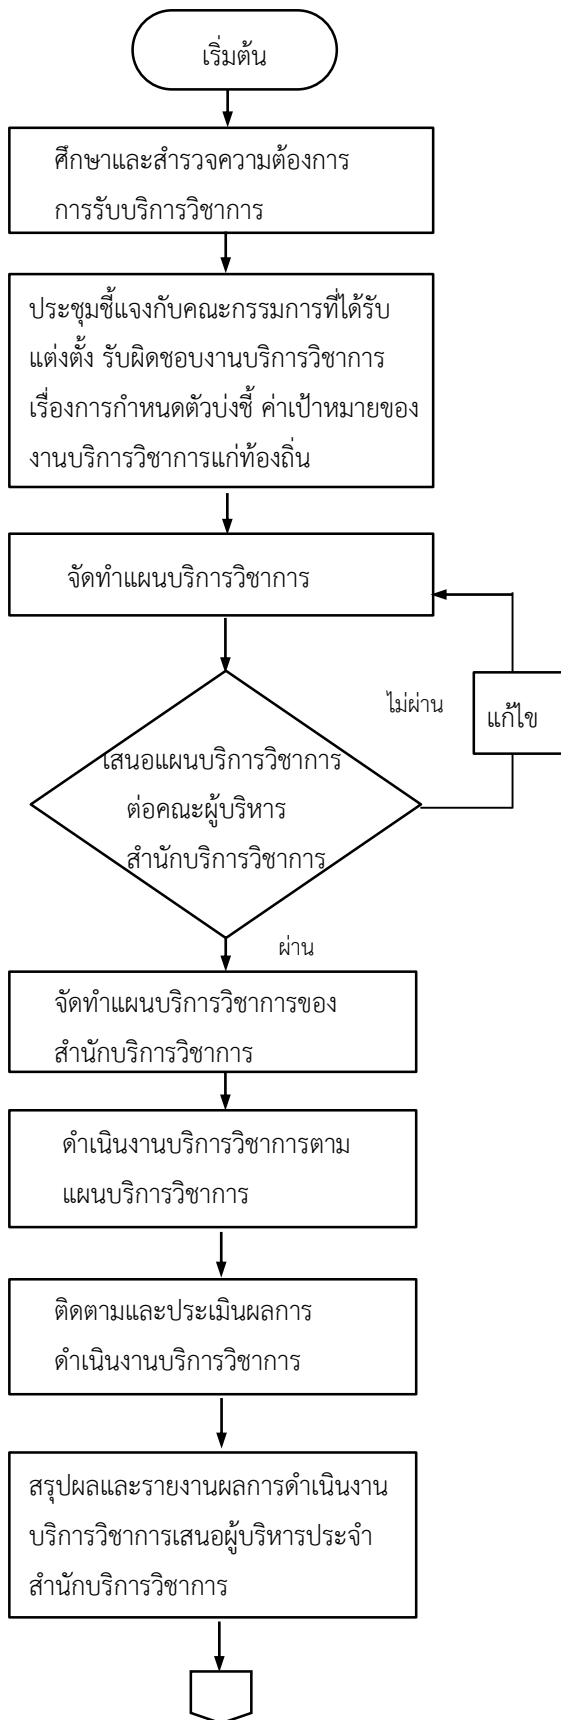 เริ่มต้น
ศึกษาและสำรวจความต้องการ
การรับบริการวิชาการ
ประชุมชี้แจงกับคณะกรรมการที่ได้รับ
แต่งตั้ง รับผิดชอบงานบริการวิชาการ
เรื่องการกำหนดตัวบ่งชี้ ค่าเป้าหมายของ
งานบริการวิชาการแก่ท้องถิ่น
จัดทำแผนบริการวิชาการ
ไม่ผ่าน
แก้ไข
เสนอแผนบริการวิชาการ
ต่อคณะผู้บริหาร
สำนักบริการวิชาการ
ผ่าน
จัดทำแผนบริการวิชาการของ
สำนักบริการวิชาการ
ดำเนินงานบริการวิชาการตาม
แผนบริการวิชาการ
ติดตามและประเมินผลการ
ดำเนินงานบริการวิชาการ
สรุปผลและรายงานผลการดำเนินงาน
บริการวิชาการเสนอผู้บริหารประจำ
สำนักบริการวิชาการ